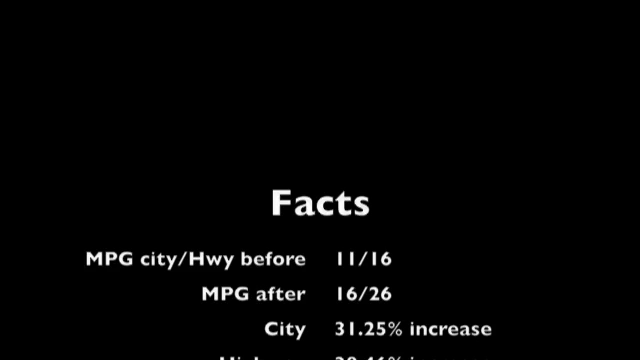 Facts
MPG city/Hwy before 11/16
MPG after 16/26
City 31.25% increase